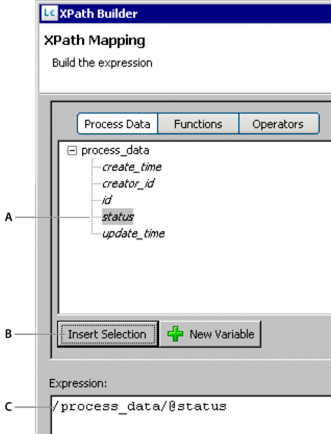 Lc XPath Builder
XPath Mapping
Build the expression
Process Data Functions Operators
process_data
create_time
creator_id
id
A status
update_time
B Insert Selection New Variable
Expression:
C /process_data/@status